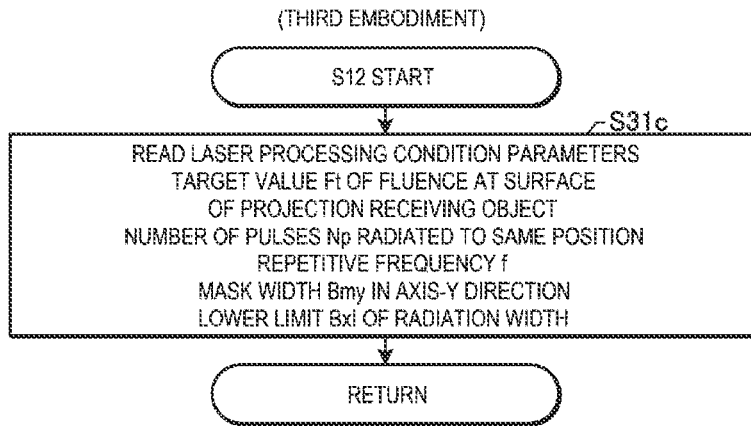 (THIRD EMBODIMENT)
S12 START
S31c
READ LASER PROCESSING CONDITION PARAMETERS
TARGET VALUE Ft OF FLUENCE AT SURFACE
OF PROJECTION RECEIVING OBJECT
NUMBER OF PULSES Np RADIATED TO SAME POSITION
REPETITIVE FREQUENCY f
MASK WIDTH Bmy IN AXIS-Y DIRECTION
LOWER LIMIT Bxl OF RADIATION WIDTH
RETURN